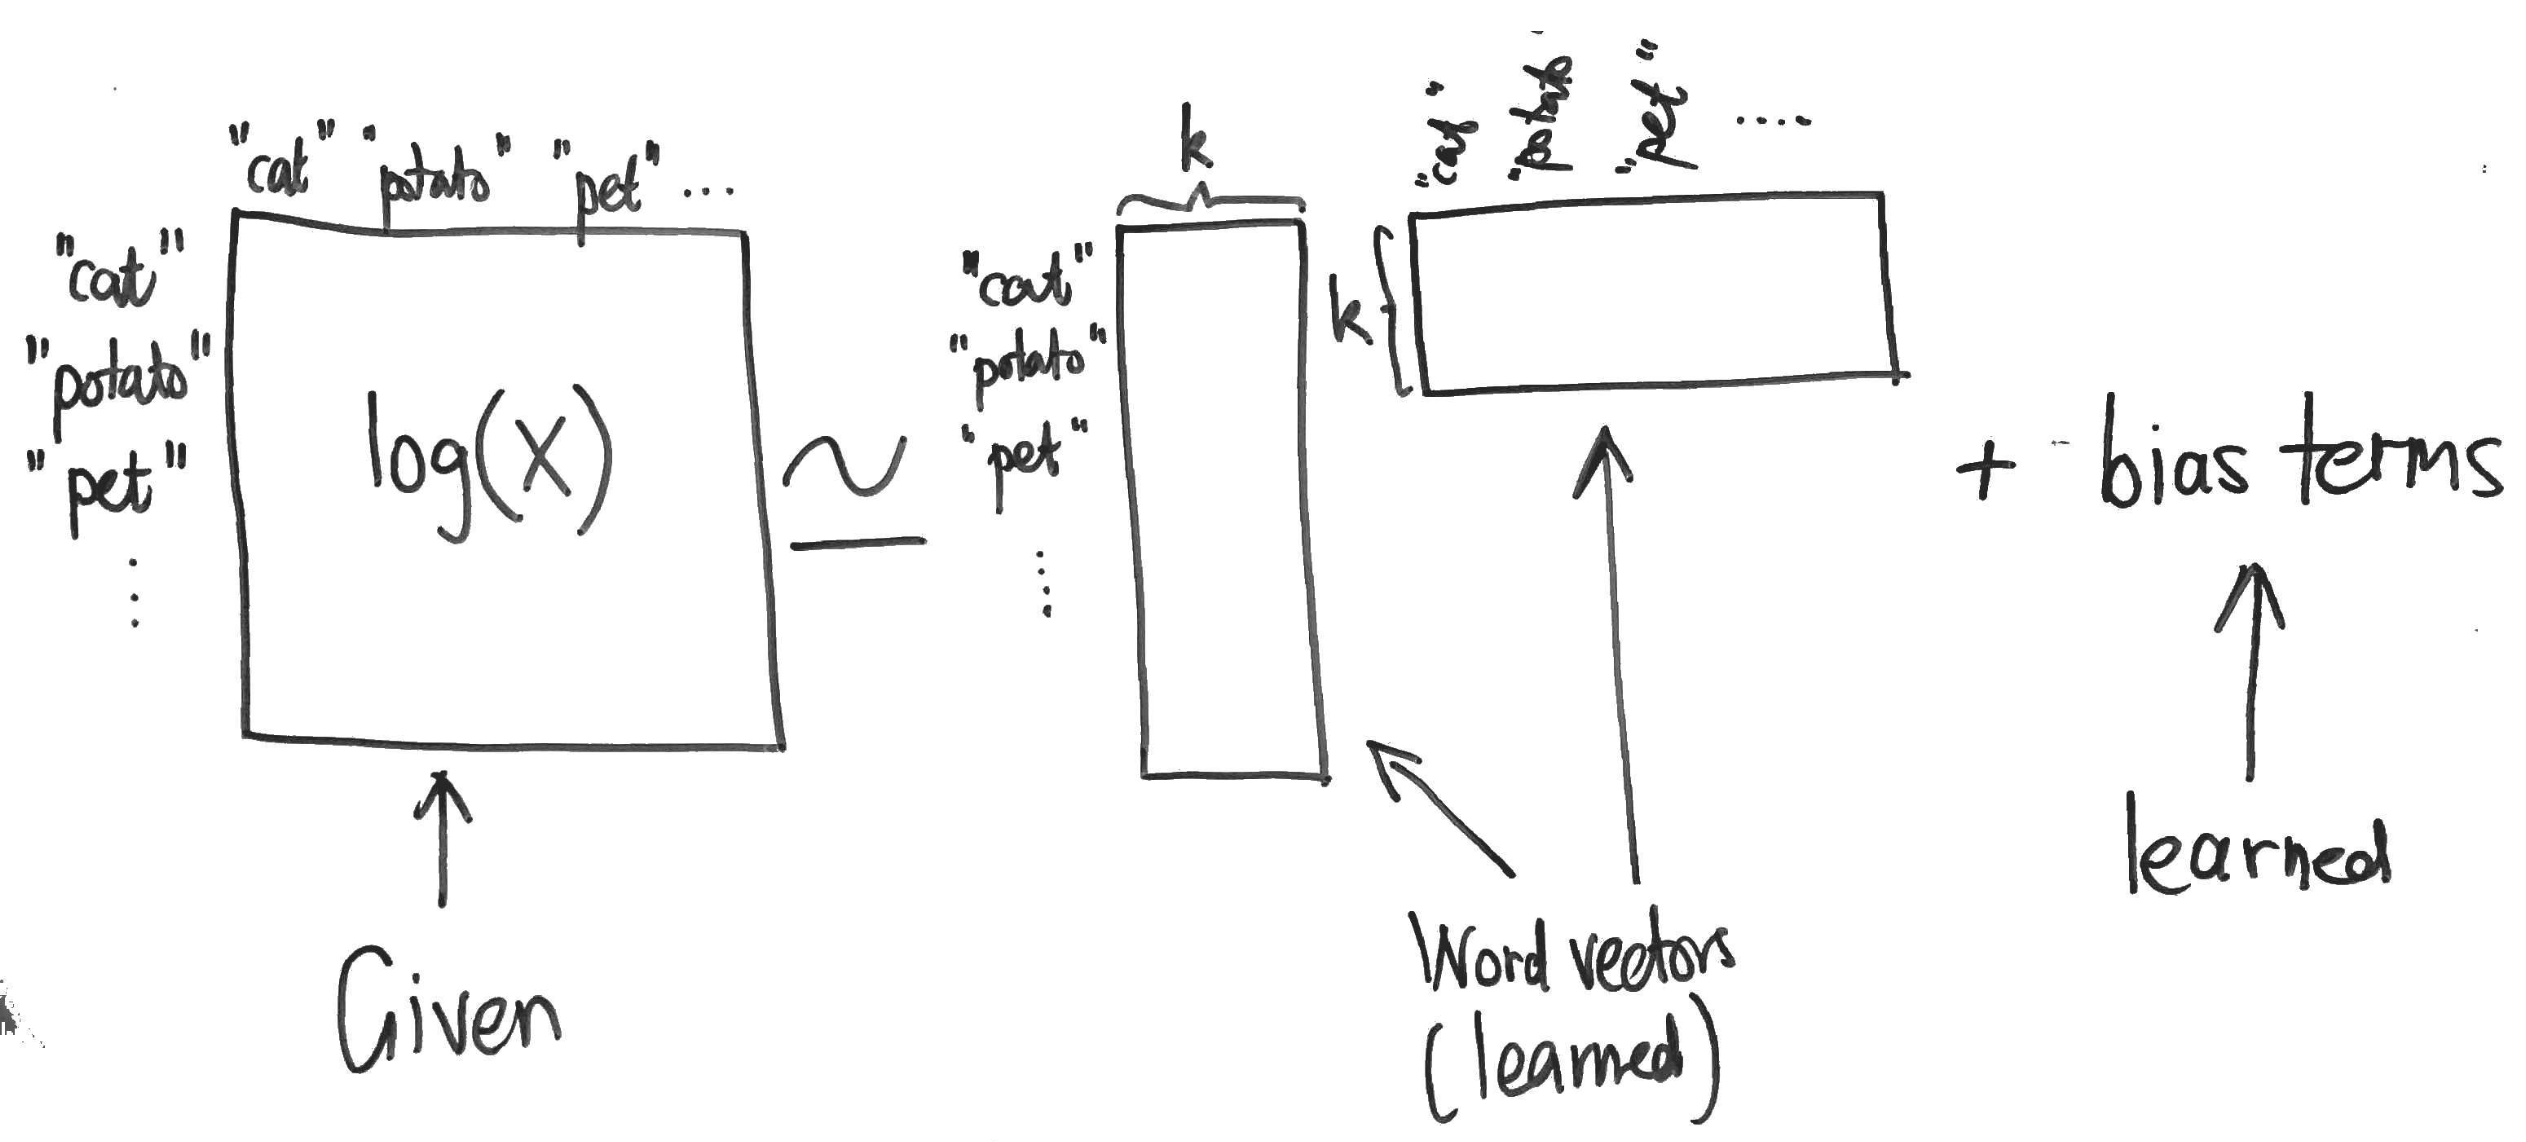 "cat" "potato" "pet" ...
"cat"
"potato"
"pet"
⋮
log(X)
≃
k
"cat"
"potato"
"pet"
⋮
"cat" "potato" "pet" ....
k
+ bias terms
Given
Word vectors
(learned)
learned